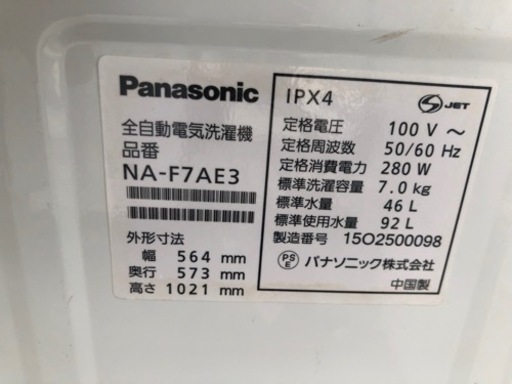 Panasonic
全自動電気洗濯機
品番
NA-F7AE3
外形寸法
幅 564 mm
奥行 573 mm
高さ 1021 mm
IPX4
S JET
定格電圧 100 V ～
定格周波数 50/60 Hz
定格消費電力 280 W
標準洗濯容量 7.0 kg
標準水量 46 L
標準使用水量 92 L
製造番号 15O2500098
PSE パナソニック株式会社
中国製